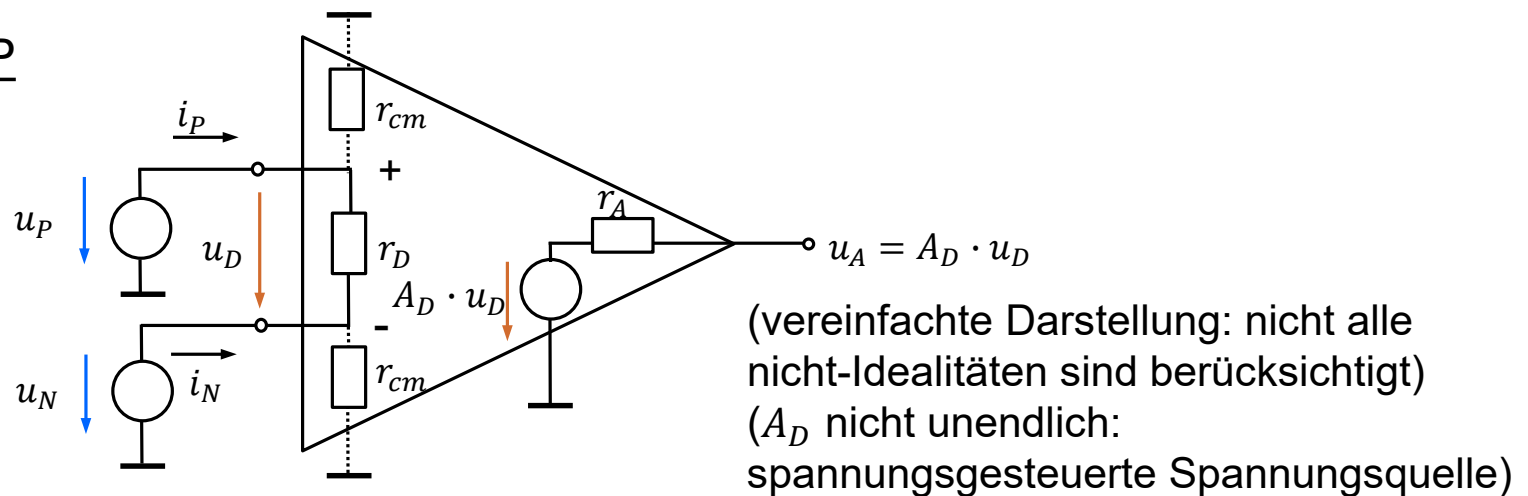 P
i_P
r_cm
+
u_P
u_D
r_D
r_A
u_A = A_D · u_D
A_D · u_D
-
u_N
i_N
r_cm
(vereinfachte Darstellung: nicht alle
nicht-Idealitäten sind berücksichtigt)
(A_D nicht unendlich:
spannungsgesteuerte Spannungsquelle)